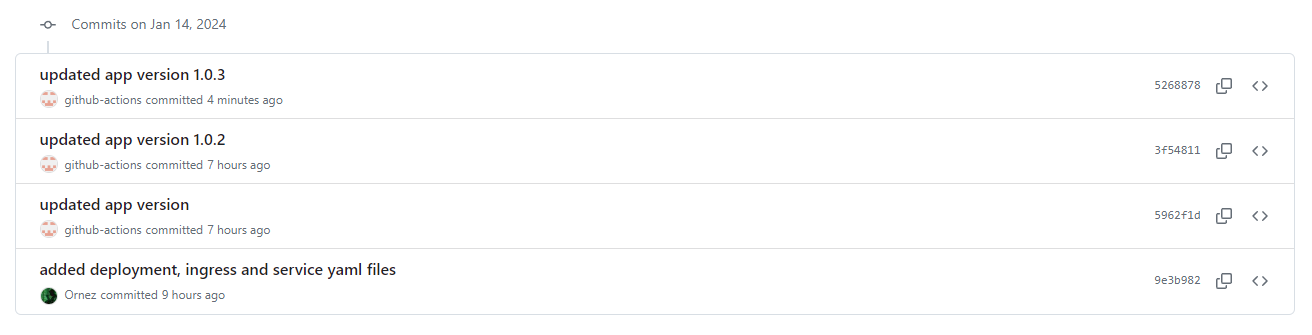 Commits on Jan 14, 2024
updated app version 1.0.3
github-actions committed 4 minutes ago
5268878
updated app version 1.0.2
github-actions committed 7 hours ago
3f54811
updated app version
github-actions committed 7 hours ago
5962f1d
added deployment, ingress and service yaml files
Ornez committed 9 hours ago
9e3b982